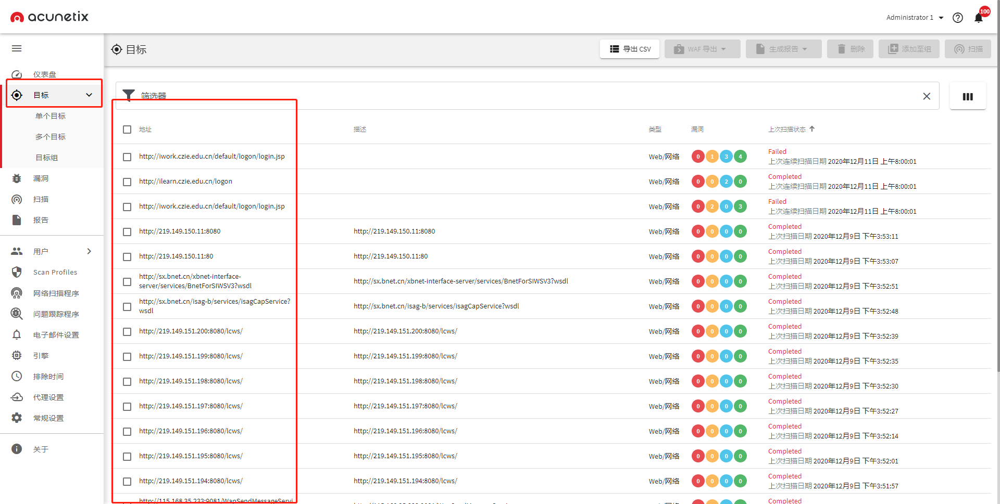 acunetix
Administrator 1
100
目标
导出 CSV
WAF 导出
生成报告
删除
添加至组
扫描
仪表盘
目标
单个目标
多个目标
目标组
漏洞
扫描
报告
用户
Scan Profiles
网络扫描程序
问题跟踪程序
电子邮件设置
引擎
排除时间
代理设置
常规设置
关于
筛选器
地址 描述 类型 漏洞 上次扫描状态
http://iwork.czie.edu.cn/default/logon/login.jsp Web/网络 0 1 3 4 Failed
上次连续扫描日期 2020年12月11日 上午8:00:01
http://ilearn.czie.edu.cn/logon Web/网络 0 0 2 0 Completed
上次连续扫描日期 2020年12月11日 上午8:00:01
http://iwork.czie.edu.cn/default/logon/login.jsp Web/网络 0 2 0 3 Failed
上次连续扫描日期 2020年12月11日 上午8:00:01
http://219.149.150.11:8080 http://219.149.150.11:8080 Web/网络 0 0 0 0 Completed
上次扫描日期 2020年12月9日 下午3:53:11
http://219.149.150.11:80 http://219.149.150.11:80 Web/网络 0 0 0 0 Completed
上次扫描日期 2020年12月9日 下午3:53:07
http://sx.bnet.cn/xbnet-interface-
server/services/BnetForSIWSV3?wsdl http://sx.bnet.cn/xbnet-interface-server/services/BnetForSIWSV3?wsdl Web/网络 0 0 0 0 Completed
上次扫描日期 2020年12月9日 下午3:52:51
http://sx.bnet.cn/isag-b/services/isagCapService?
wsdl http://sx.bnet.cn/isag-b/services/isagCapService?wsdl Web/网络 0 0 0 0 Completed
上次扫描日期 2020年12月9日 下午3:52:48
http://219.149.151.200:8080/lcws/ http://219.149.151.200:8080/lcws/ Web/网络 0 0 0 0 Completed
上次扫描日期 2020年12月9日 下午3:52:39
http://219.149.151.199:8080/lcws/ http://219.149.151.199:8080/lcws/ Web/网络 0 0 0 0 Completed
上次扫描日期 2020年12月9日 下午3:52:35
http://219.149.151.198:8080/lcws/ http://219.149.151.198:8080/lcws/ Web/网络 0 0 0 0 Completed
上次扫描日期 2020年12月9日 下午3:52:30
http://219.149.151.197:8080/lcws/ http://219.149.151.197:8080/lcws/ Web/网络 0 0 0 0 Completed
上次扫描日期 2020年12月9日 下午3:52:27
http://219.149.151.196:8080/lcws/ http://219.149.151.196:8080/lcws/ Web/网络 0 0 0 0 Completed
上次扫描日期 2020年12月9日 下午3:52:14
http://219.149.151.195:8080/lcws/ http://219.149.151.195:8080/lcws/ Web/网络 0 0 0 0 Completed
上次扫描日期 2020年12月9日 下午3:52:01
http://219.149.151.194:8080/lcws/ http://219.149.151.194:8080/lcws/ Web/网络 0 0 0 0 Completed
上次扫描日期 2020年12月9日 下午3:51:57
http://115.168.35.233:9081/WapSendMessageServi Completed